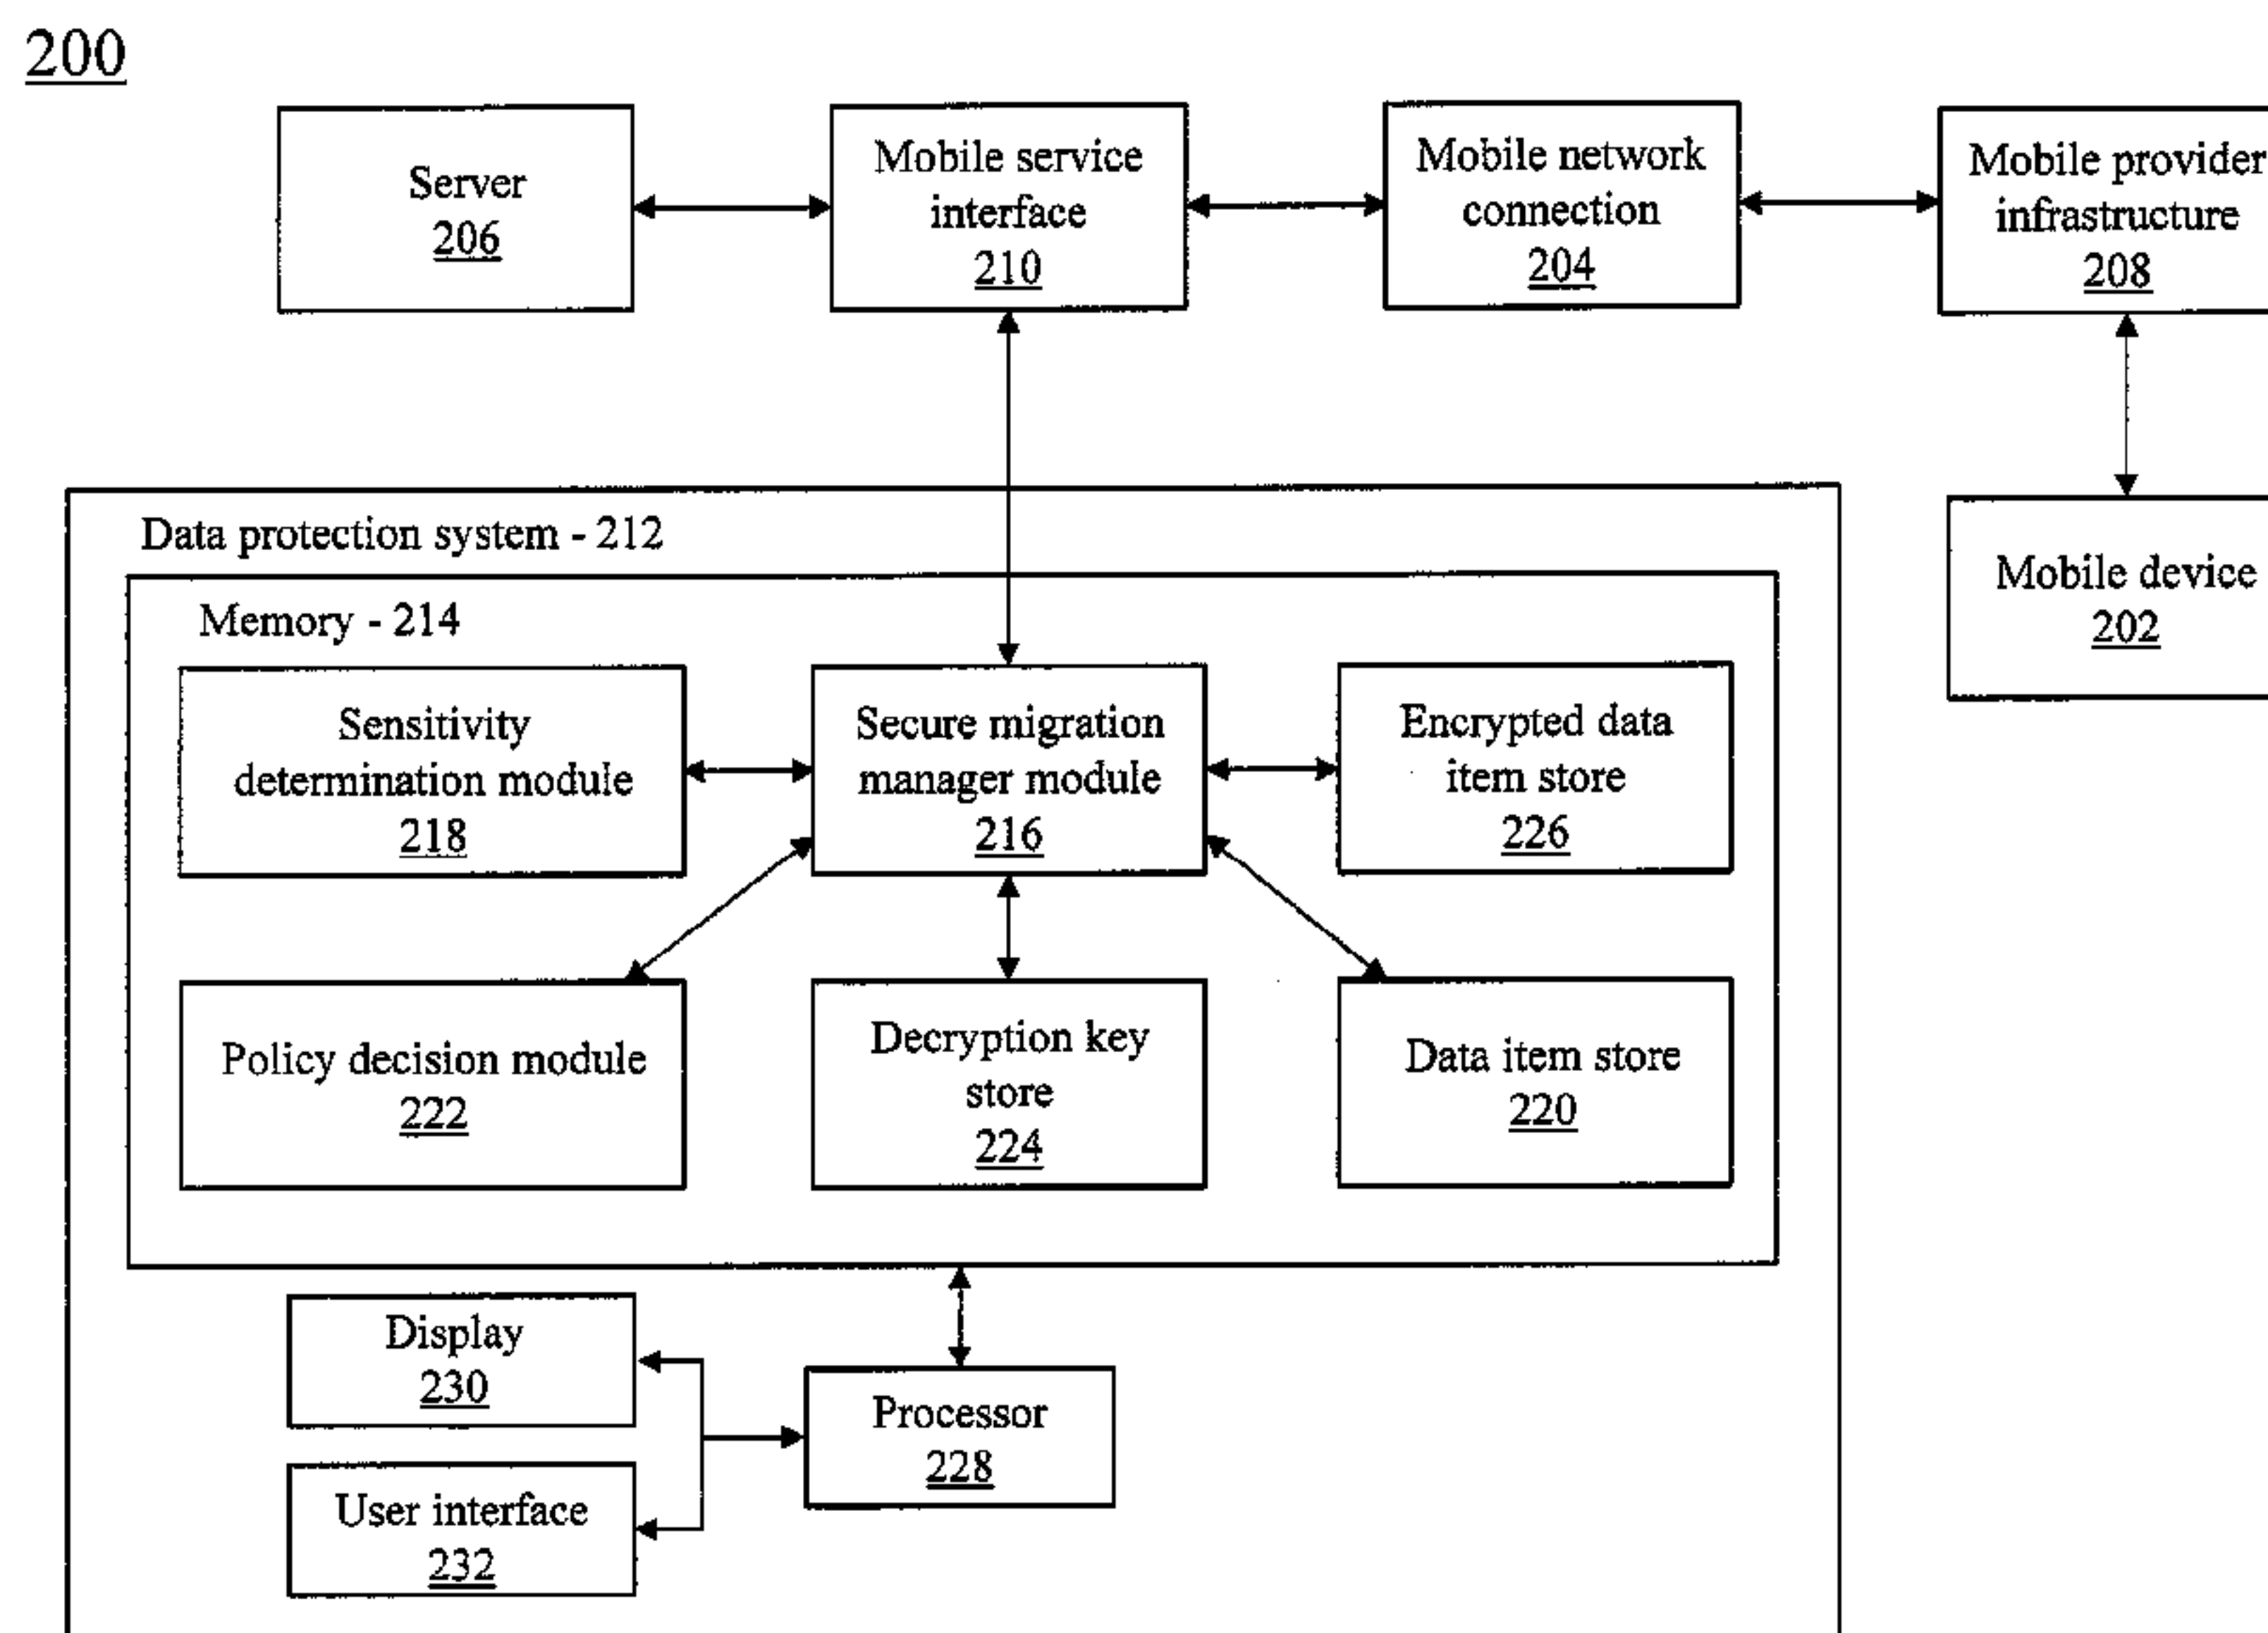 200
Server
206
Mobile service
interface
210
Mobile network
connection
204
Mobile provider
infrastructure
208
Data protection system - 212
Mobile device
202
Memory - 214
Sensitivity
determination module
218
Secure migration
manager module
216
Encrypted data
item store
226
Policy decision module
222
Decryption key
store
224
Data item store
220
Display
230
Processor
228
User interface
232